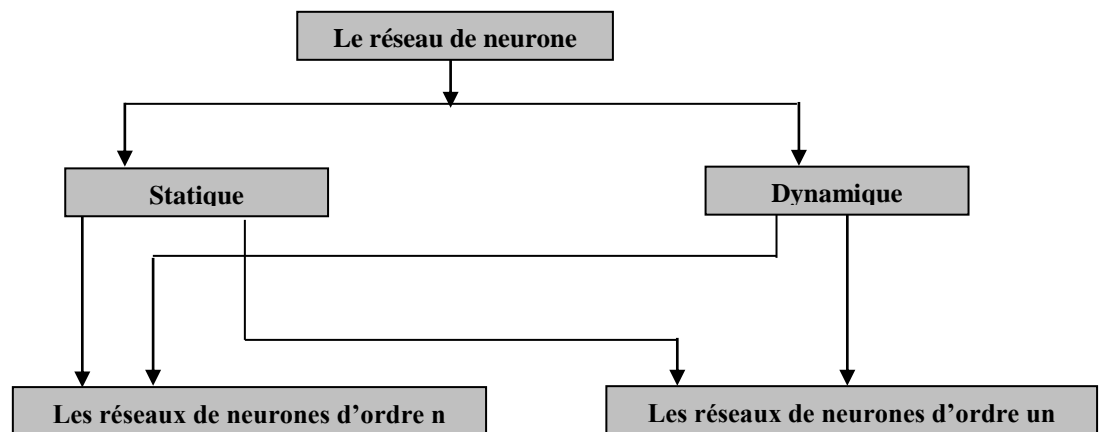 Le réseau de neurone
Statique
Dynamique
Les réseaux de neurones d’ordre n
Les réseaux de neurones d’ordre un